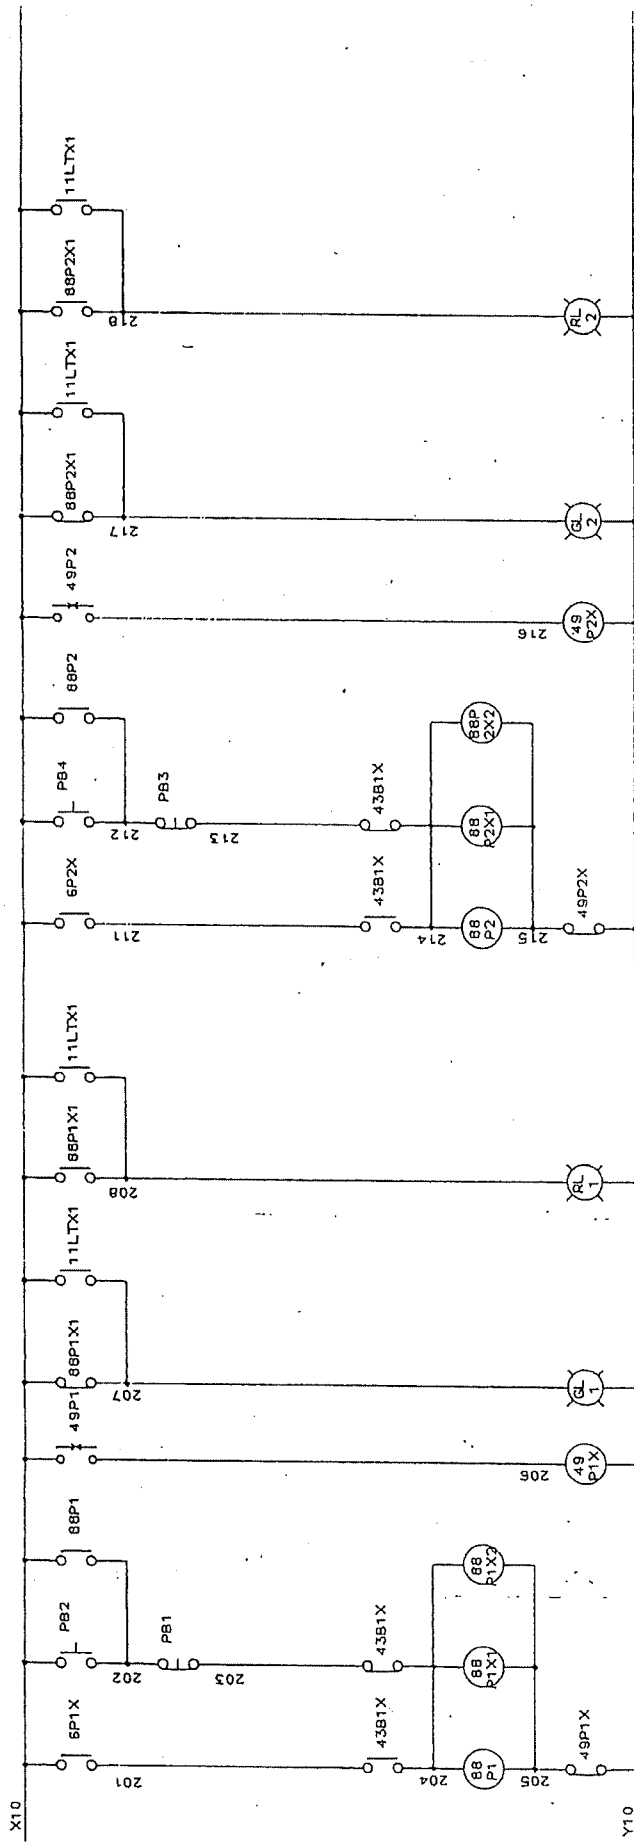 X10
6P1X
PB2
88P1
49P1
88P1X1
11LTX1
88P1X1
11LTX1
6P2X
PB4
88P2
49P2
88P2X1
11LTX1
88P2X1
11LTX1
201
202
207
208
211
212
217
218
PB1
PB3
203
213
43B1X
43B1X
43B1X
43B1X
204
214
88
P1
88
P1X1
88
P1X2
88
P2
88
P2X1
88P
2X2
205
206
215
216
49P1X
49
P1X
GL
1
RL
1
49P2X
49
P2X
GL
2
RL
2
Y10